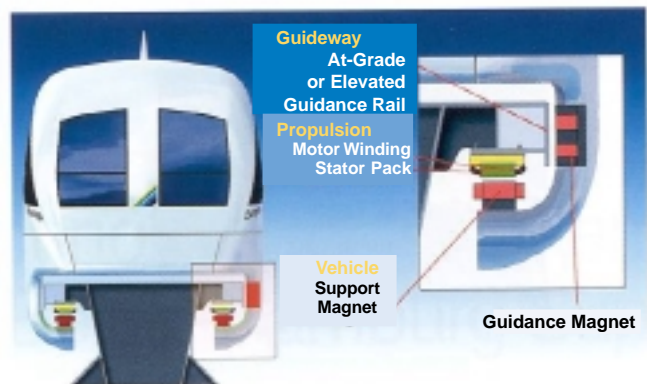 Guideway
At-Grade
or Elevated
Guidance Rail
Propulsion
Motor Winding
Stator Pack
Vehicle
Support
Magnet
Guidance Magnet